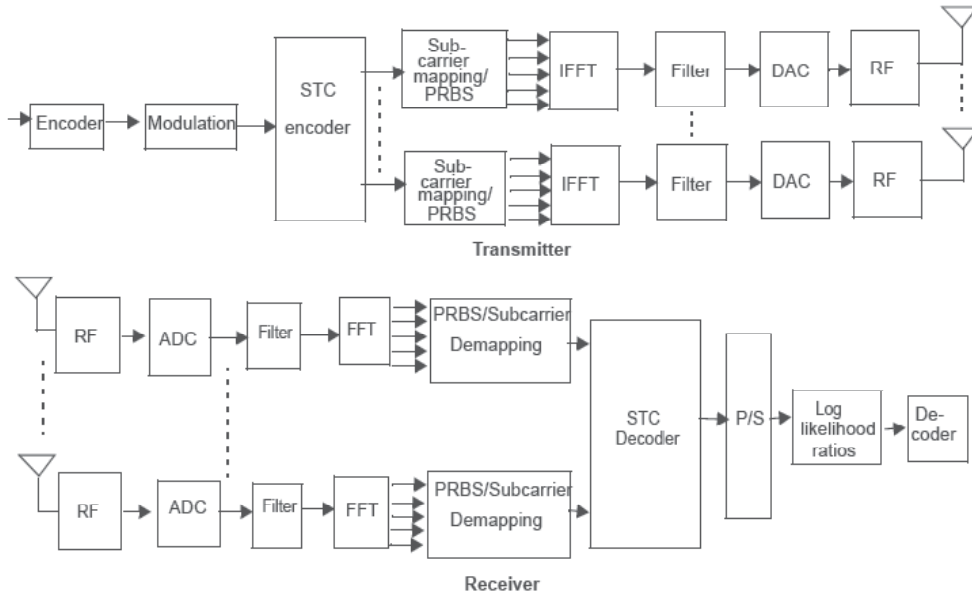 Sub-
carrier
mapping/
PRBS
IFFT
Filter
DAC
RF
STC
encoder
Encoder
Modulation
Sub-
carrier
mapping/
PRBS
IFFT
Filter
DAC
RF
Transmitter
RF
ADC
Filter
FFT
PRBS/Subcarrier
Demapping
STC
Decoder
P/S
Log
likelihood
ratios
De-
coder
RF
ADC
Filter
FFT
PRBS/Subcarrier
Demapping
Receiver